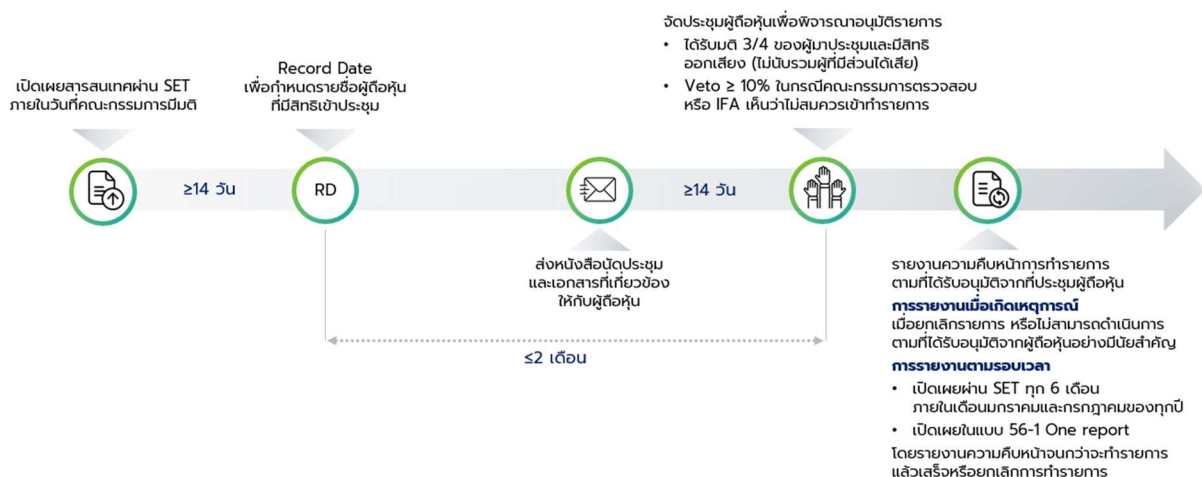 เปิดเผยสารสนเทศผ่าน SET
ภายในวันที่คณะกรรมการมีมติ
Record Date
เพื่อกำหนดรายชื่อผู้ถือหุ้น
ที่มีสิทธิเข้าประชุม
จัดประชุมผู้ถือหุ้นเพื่อพิจารณาอนุมัติรายการ
• ได้รับมติ 3/4 ของผู้มาประชุมและมีสิทธิ
ออกเสียง (ไม่นับรวมผู้ที่มีส่วนได้เสีย)
• Veto ≥ 10% ในกรณีคณะกรรมการตรวจสอบ
หรือ IFA เห็นว่าไม่สมควรเข้าทำรายการ
≥14 วัน
RD
≥14 วัน
ส่งหนังสือนัดประชุม
และเอกสารที่เกี่ยวข้อง
ให้กับผู้ถือหุ้น
≤2 เดือน
รายงานความคืบหน้าการทำรายการ
ตามที่ได้รับอนุมัติจากที่ประชุมผู้ถือหุ้น
การรายงานเมื่อเกิดเหตุการณ์
เมื่อยกเลิกรายการ หรือไม่สามารถดำเนินการ
ตามที่ได้รับอนุมัติจากผู้ถือหุ้นอย่างมีนัยสำคัญ
การรายงานตามรอบเวลา
• เปิดเผยผ่าน SET ทุก 6 เดือน
ภายในเดือนมกราคมและกรกฎาคมของทุกปี
• เปิดเผยในแบบ 56-1 One report
โดยรายงานความคืบหน้าจนกว่าจะทำรายการ
แล้วเสร็จหรือยกเลิกการทำรายการ